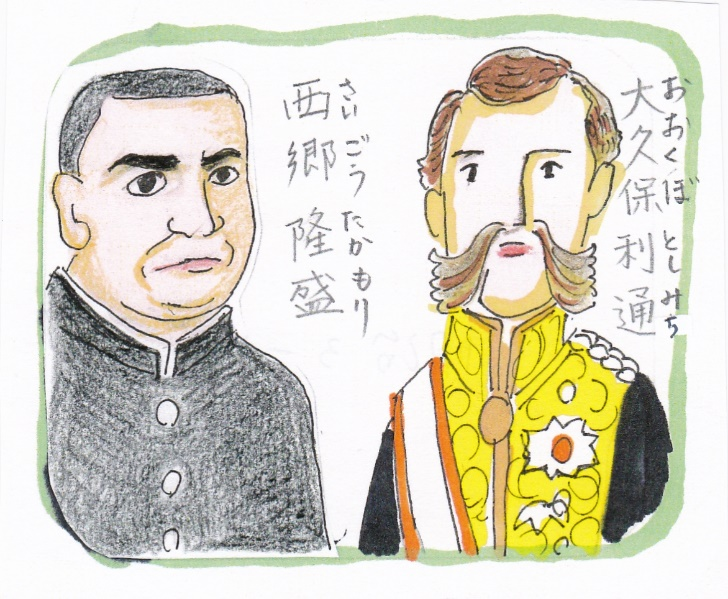 西郷隆盛
さいごうたかもり
大久保利通
おおくぼとしみち